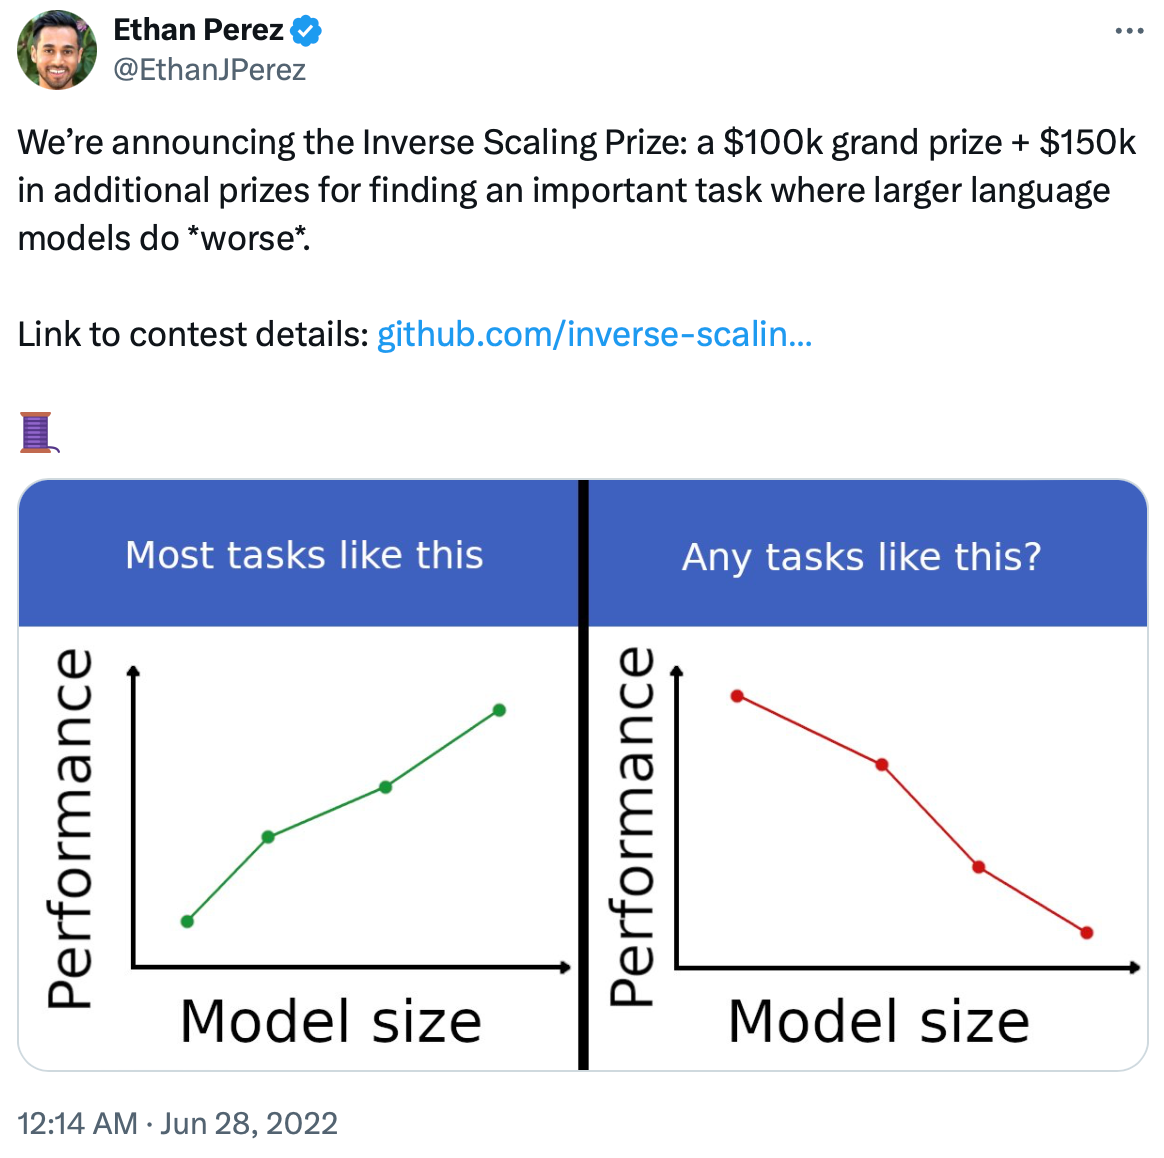 Ethan Perez
@EthanJPerez
We’re announcing the Inverse Scaling Prize: a $100k grand prize + $150k
in additional prizes for finding an important task where larger language
models do *worse*.
Link to contest details: github.com/inverse-scalin...
Most tasks like this
Any tasks like this?
Performance
Model size
Performance
Model size
12:14 AM · Jun 28, 2022